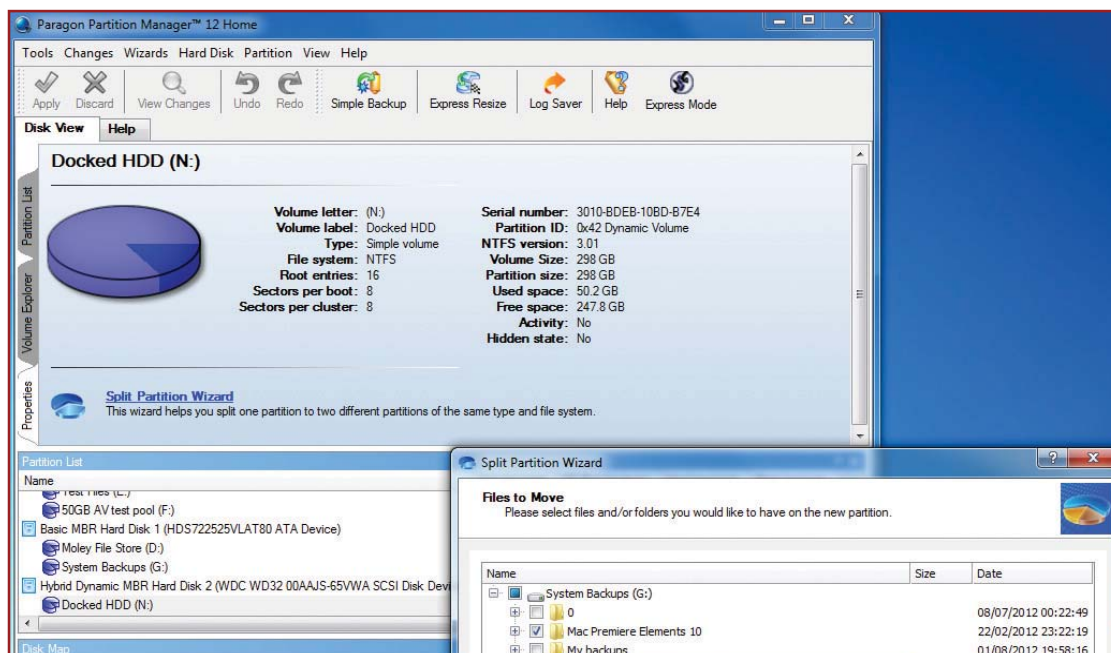 Paragon Partition Manager™ 12 Home
Tools Changes Wizards Hard Disk Partition View Help
Apply Discard View Changes Undo Redo Simple Backup Express Resize Log Saver Help Express Mode
Disk View Help
Partition List
Volume Explorer
Properties
Docked HDD (N:)
Volume letter: (N:)
Volume label: Docked HDD
Type: Simple volume
File system: NTFS
Root entries: 16
Sectors per boot: 8
Sectors per cluster: 8
Serial number: 3010-BDEB-10BD-B7E4
Partition ID: 0x42 Dynamic Volume
NTFS version: 3.01
Volume Size: 298 GB
Partition size: 298 GB
Used space: 50.2 GB
Free space: 247.8 GB
Activity: No
Hidden state: No
Split Partition Wizard
This wizard helps you split one partition to two different partitions of the same type and file system.
Partition List
Name
Test Files (E:)
50GB AV test pool (F:)
Basic MBR Hard Disk 1 (HDS722525VLAT80 ATA Device)
Moley File Store (D:)
System Backups (G:)
Hybrid Dynamic MBR Hard Disk 2 (WDC WD32 00AAJS-65VWA SCSI Disk Devi
Docked HDD (N:)
Disk Map
Split Partition Wizard
Files to Move
Please select files and/or folders you would like to have on the new partition.
Name Size Date
System Backups (G:)
0 08/07/2012 00:22:49
Mac Premiere Elements 10 22/02/2012 23:22:19
My backups 01/08/2012 19:58:16